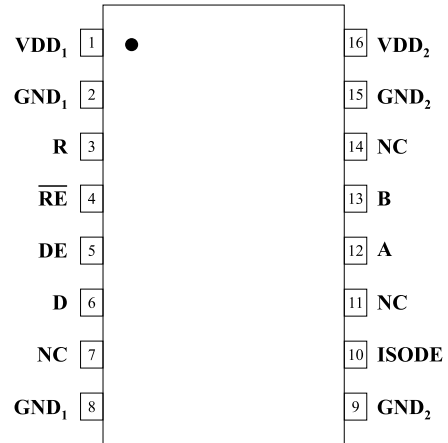 VDD₁ 1 16 VDD₂
GND₁ 2 15 GND₂
R 3 14 NC
R̅E̅ 4 13 B
DE 5 12 A
D 6 11 NC
NC 7 10 ISODE
GND₁ 8 9 GND₂